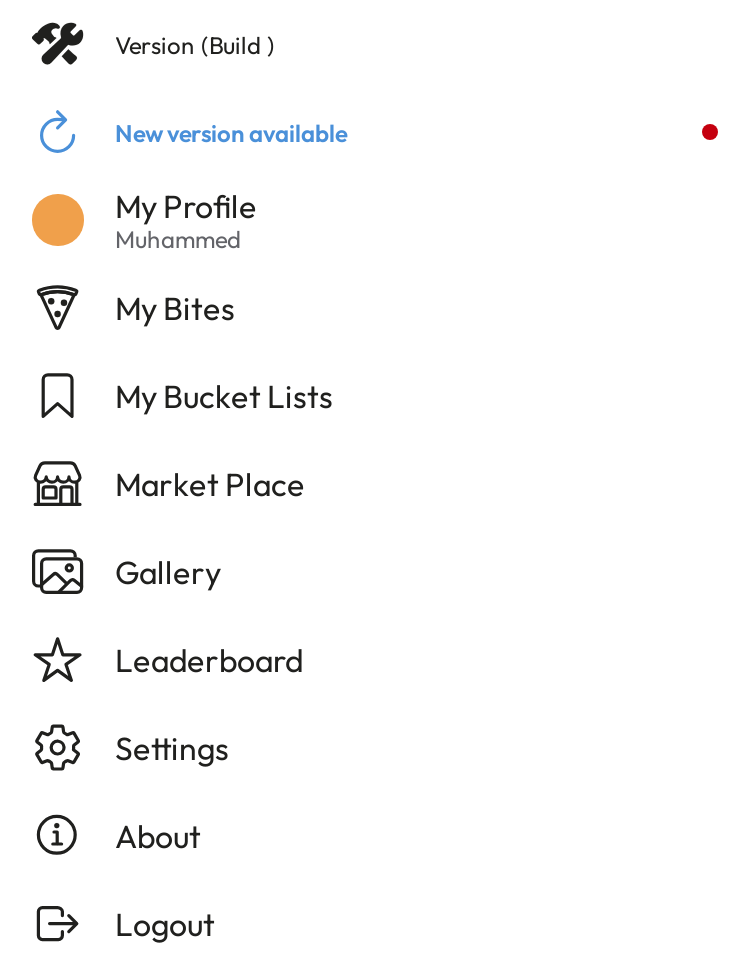 Version (Build )
New version available
My Profile
Muhammed
My Bites
My Bucket Lists
Market Place
Gallery
Leaderboard
Settings
About
Logout